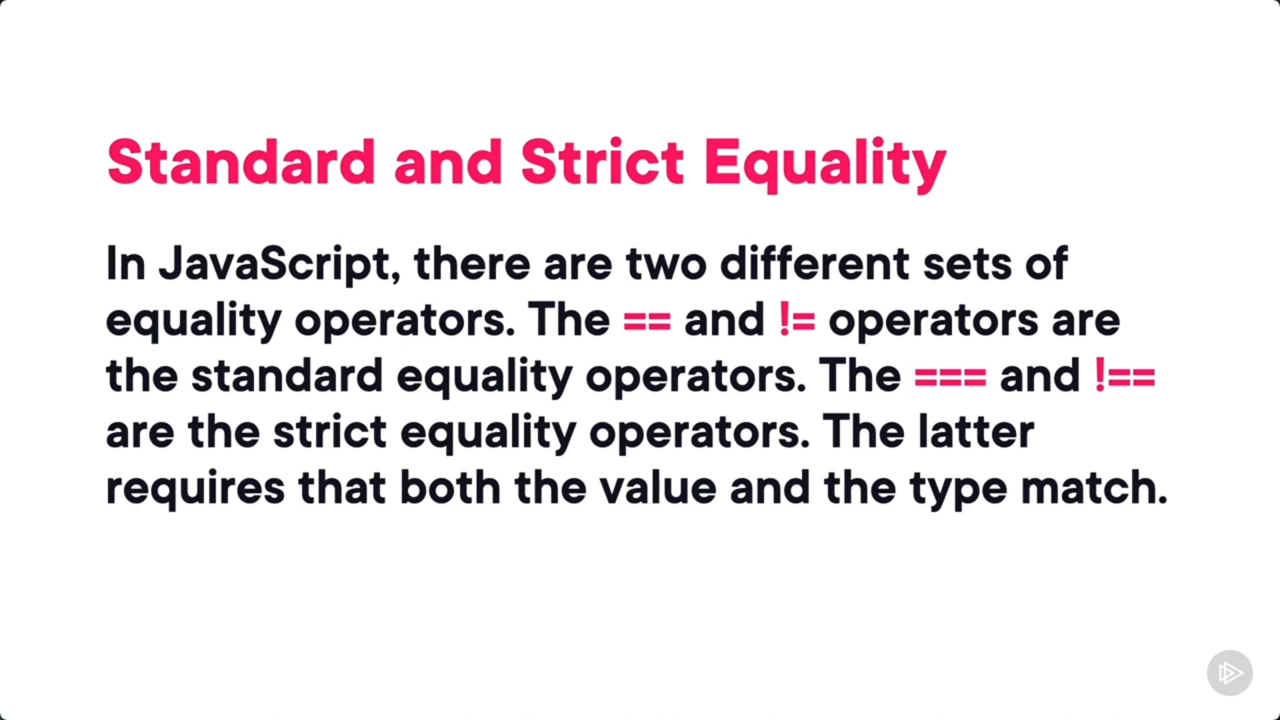 Standard and Strict Equality
In JavaScript, there are two different sets of
equality operators. The == and != operators are
the standard equality operators. The === and !==
are the strict equality operators. The latter
requires that both the value and the type match.